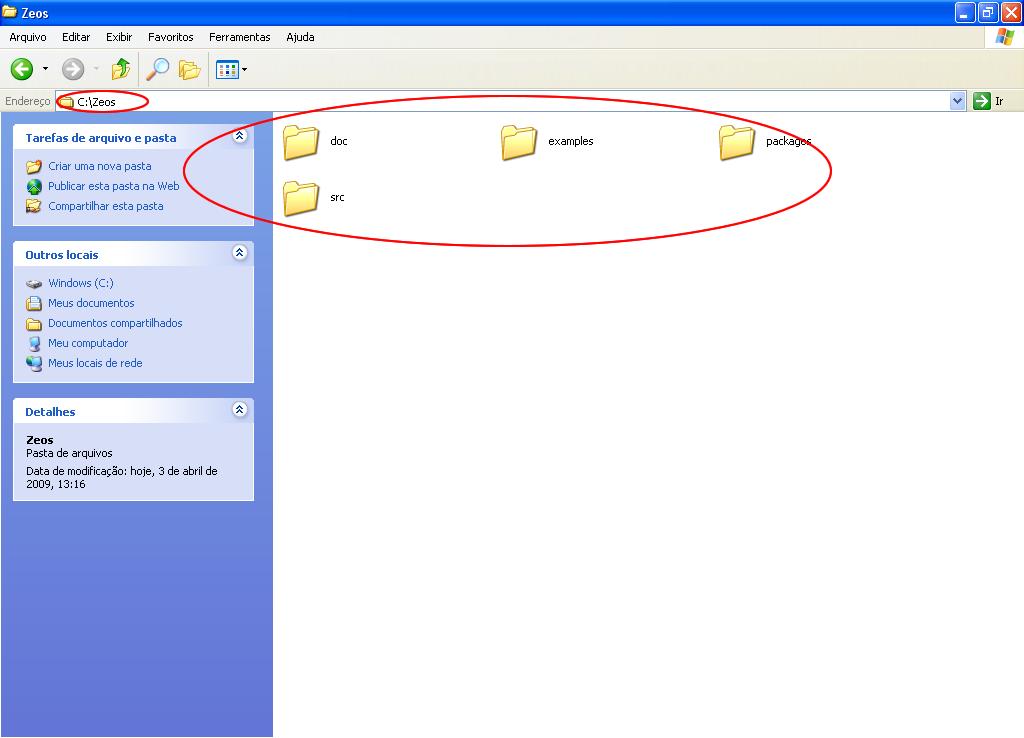 Zeos
Arquivo Editar Exibir Favoritos Ferramentas Ajuda
Endereço C:\Zeos Ir
Tarefas de arquivo e pasta
Criar uma nova pasta
Publicar esta pasta na Web
Compartilhar esta pasta
Outros locais
Windows (C:)
Meus documentos
Documentos compartilhados
Meu computador
Meus locais de rede
Detalhes
Zeos
Pasta de arquivos
Data de modificação: hoje, 3 de abril de
2009, 13:16
doc examples packages
src